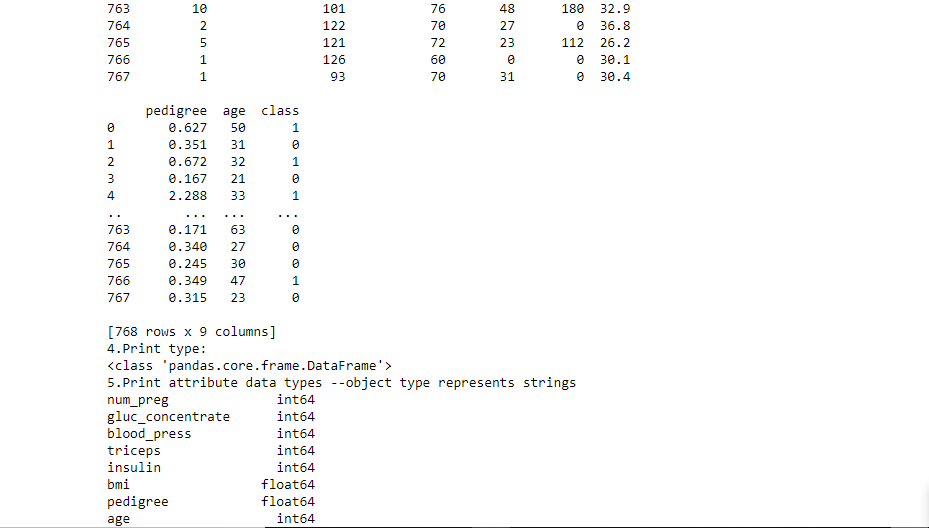 763        10               101           76       48      180  32.9
764         2               122           70       27        0  36.8
765         5               121           72       23      112  26.2
766         1               126           60        0        0  30.1
767         1                93           70       31        0  30.4
     pedigree  age  class
0       0.627   50      1
1       0.351   31      0
2       0.672   32      1
3       0.167   21      0
4       2.288   33      1
..        ...  ...    ...
763     0.171   63      0
764     0.340   27      0
765     0.245   30      0
766     0.349   47      1
767     0.315   23      0
[768 rows x 9 columns]
4.Print type:
<class 'pandas.core.frame.DataFrame'>
5.Print attribute data types --object type represents strings
num_preg              int64
gluc_concentrate      int64
blood_press           int64
triceps               int64
insulin               int64
bmi                 float64
pedigree            float64
age                   int64